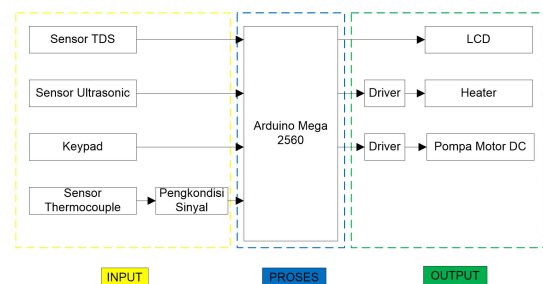 Sensor TDS
Sensor Ultrasonic
Keypad
Sensor
Thermocouple
Pengkondisi
Sinyal
Arduino Mega
2560
LCD
Driver
Heater
Driver
Pompa Motor DC
INPUT
PROSES
OUTPUT